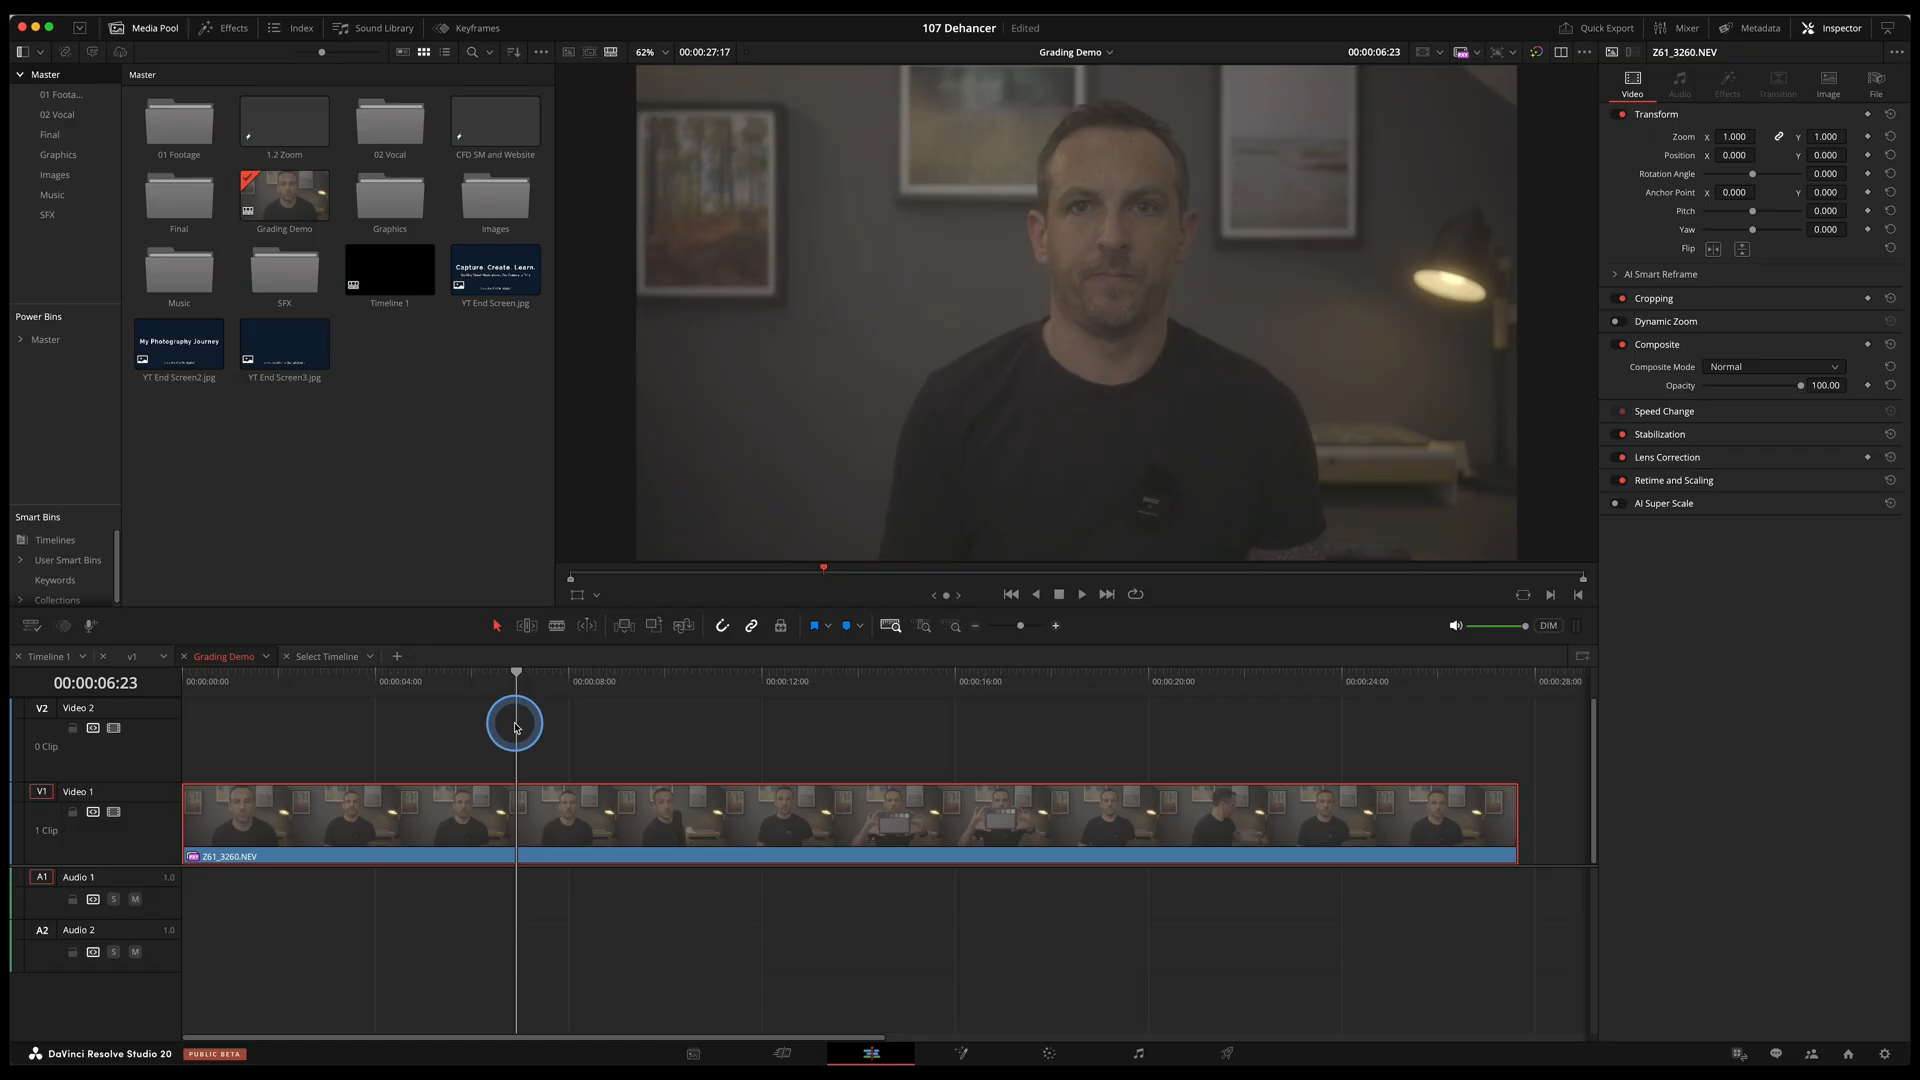 Media Pool
Effects
Index
Sound Library
Keyframes
107 Dehancer
Edited
Quick Export
Mixer
Metadata
Inspector
62%
00:00:27:17
Grading Demo
00:00:06:23
Z61_3260.NEV
Master
01 Foota...
02 Vocal
Final
Graphics
Images
Music
SFX
Master
01 Footage
1.2 Zoom
02 Vocal
CFD SM and Website
Final
Grading Demo
Graphics
Images
Music
SFX
Timeline 1
Capture. Create. Learn.
YT End Screen.jpg
My Photography Journey
YT End Screen2.jpg
YT End Screen3.jpg
Power Bins
Master
Smart Bins
Timelines
User Smart Bins
Keywords
Collections
Video
Audio
Effects
Transition
Image
File
Transform
Zoom X 1.000 Y 1.000
Position X 0.000 Y 0.000
Rotation Angle 0.000
Anchor Point X 0.000 Y 0.000
Pitch 0.000
Yaw 0.000
Flip
AI Smart Reframe
Cropping
Dynamic Zoom
Composite
Composite Mode Normal
Opacity 100.00
Speed Change
Stabilization
Lens Correction
Retime and Scaling
AI Super Scale
DIM
Timeline 1
v1
Grading Demo
Select Timeline
00:00:06:23
00:00:00:00
00:00:04:00
00:00:08:00
00:00:12:00
00:00:16:00
00:00:20:00
00:00:24:00
00:00:28:00
V2 Video 2
0 Clip
V1 Video 1
1 Clip
Z61_3260.NEV
A1 Audio 1 1.0
S M
A2 Audio 2 1.0
S M
DaVinci Resolve Studio 20
PUBLIC BETA